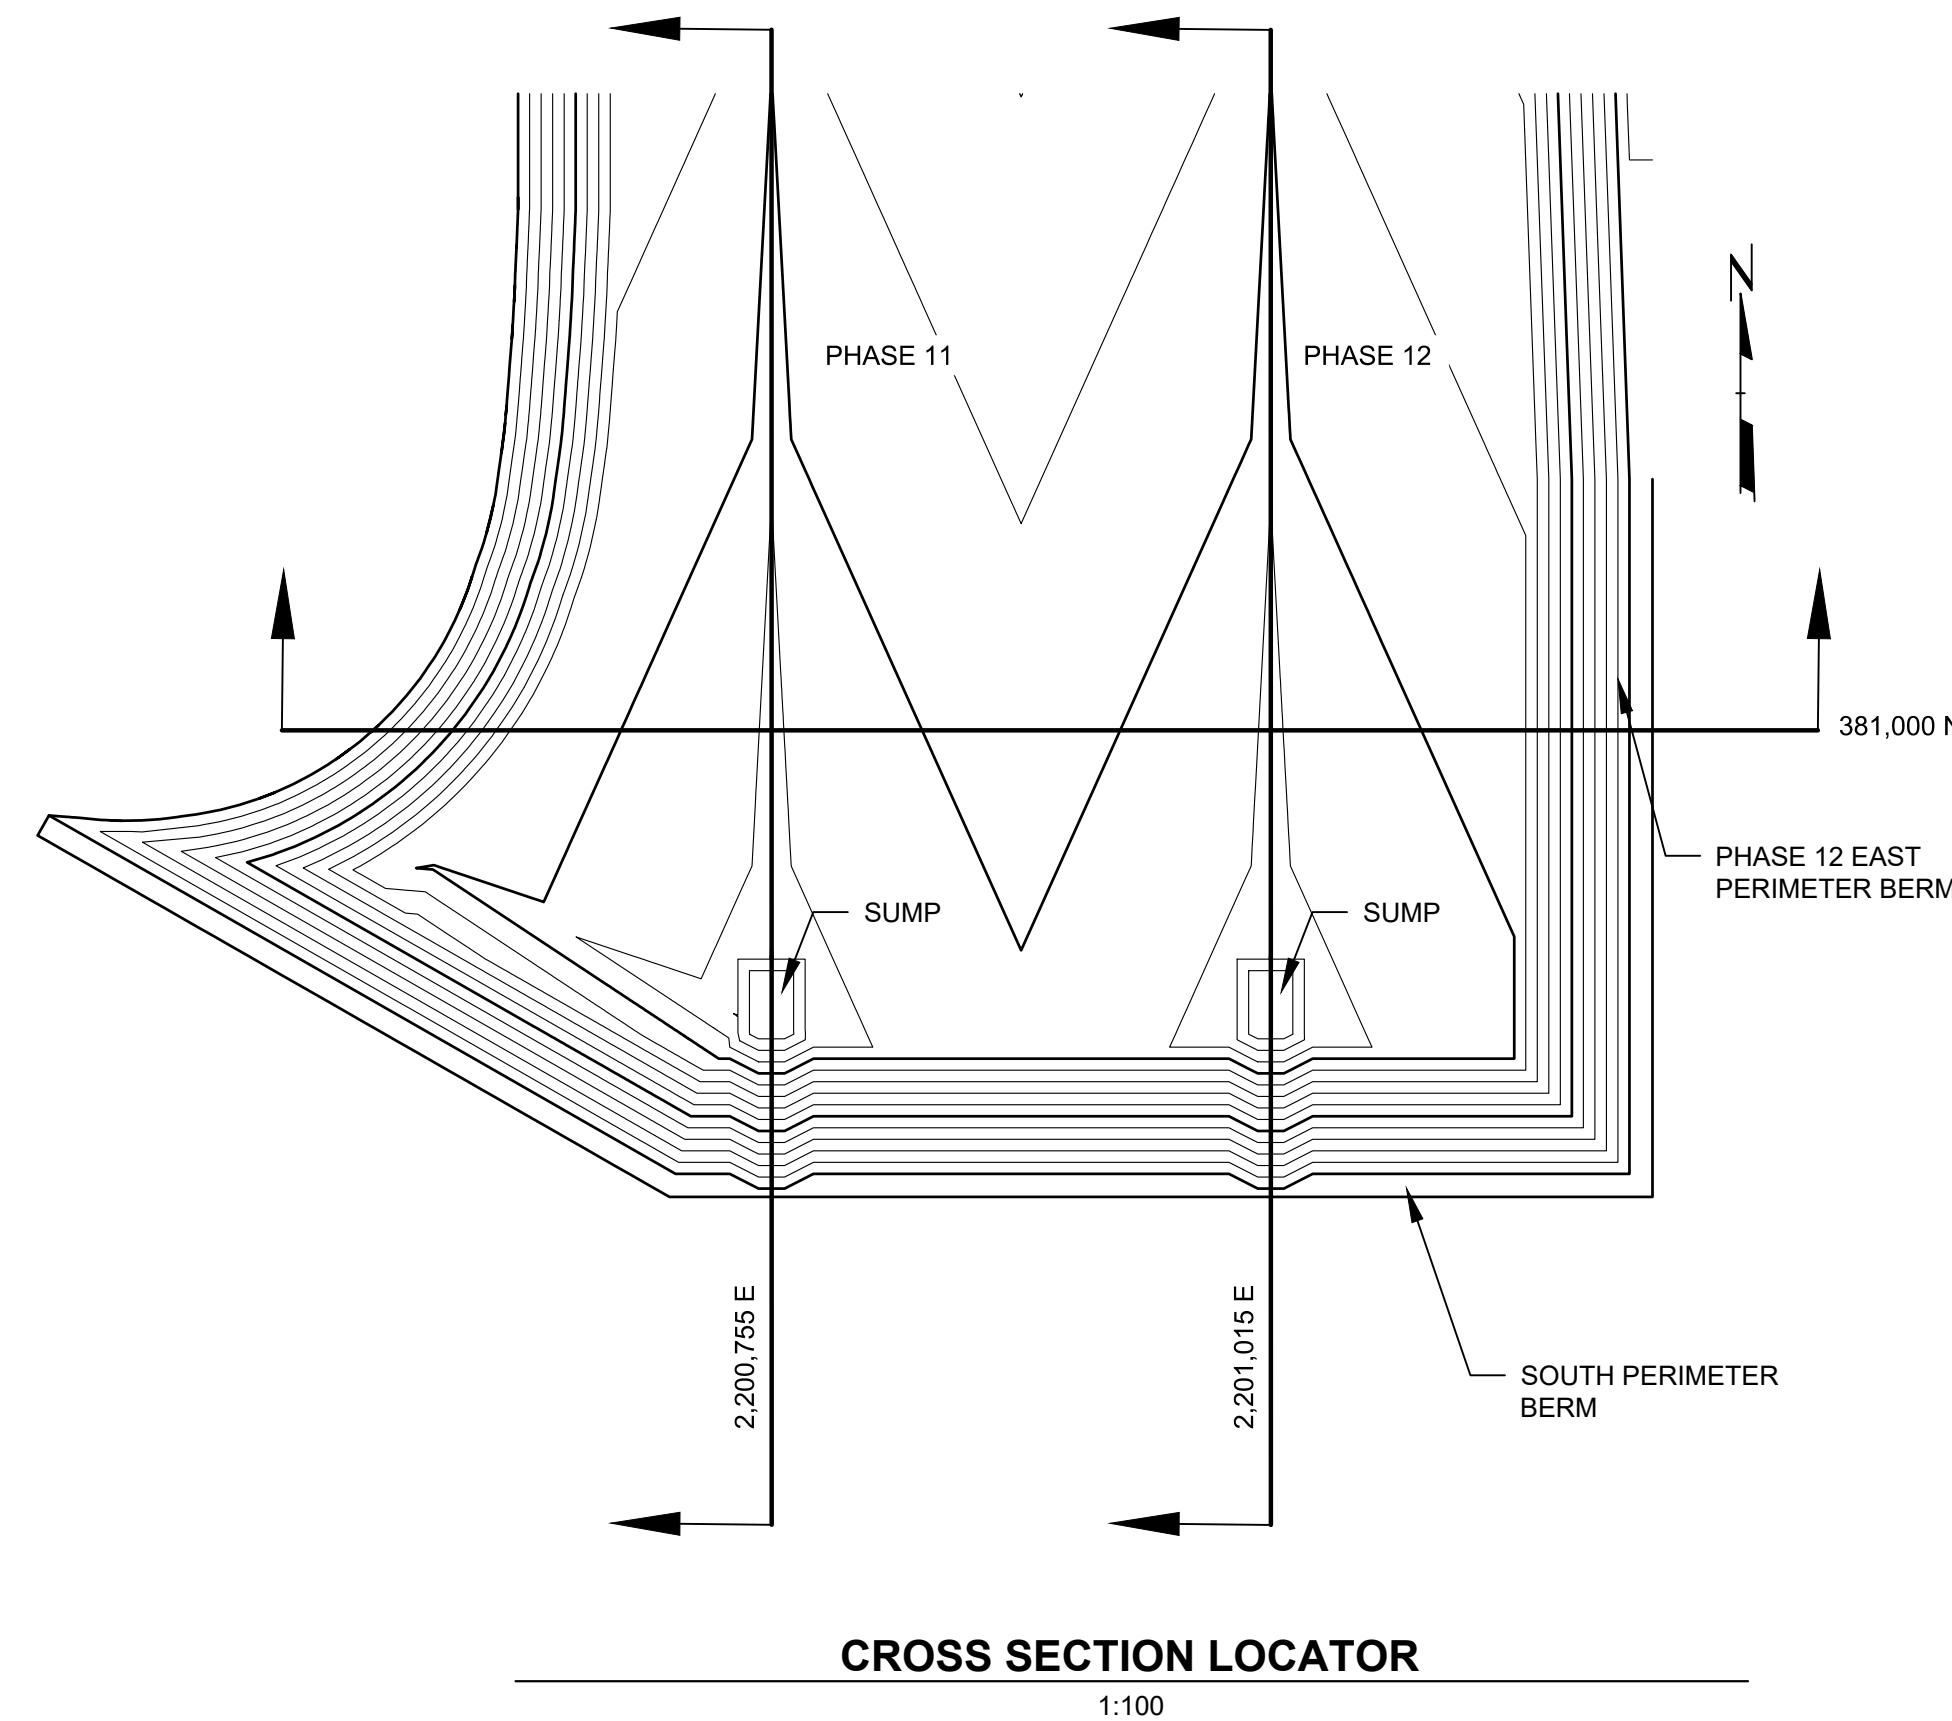 N
PHASE 11
PHASE 12
381,000 N
PHASE 12 EAST
PERIMETER BERM
SUMP
SUMP
2,200,755 E
2,201,015 E
SOUTH PERIMETER
BERM
CROSS SECTION LOCATOR
1:100